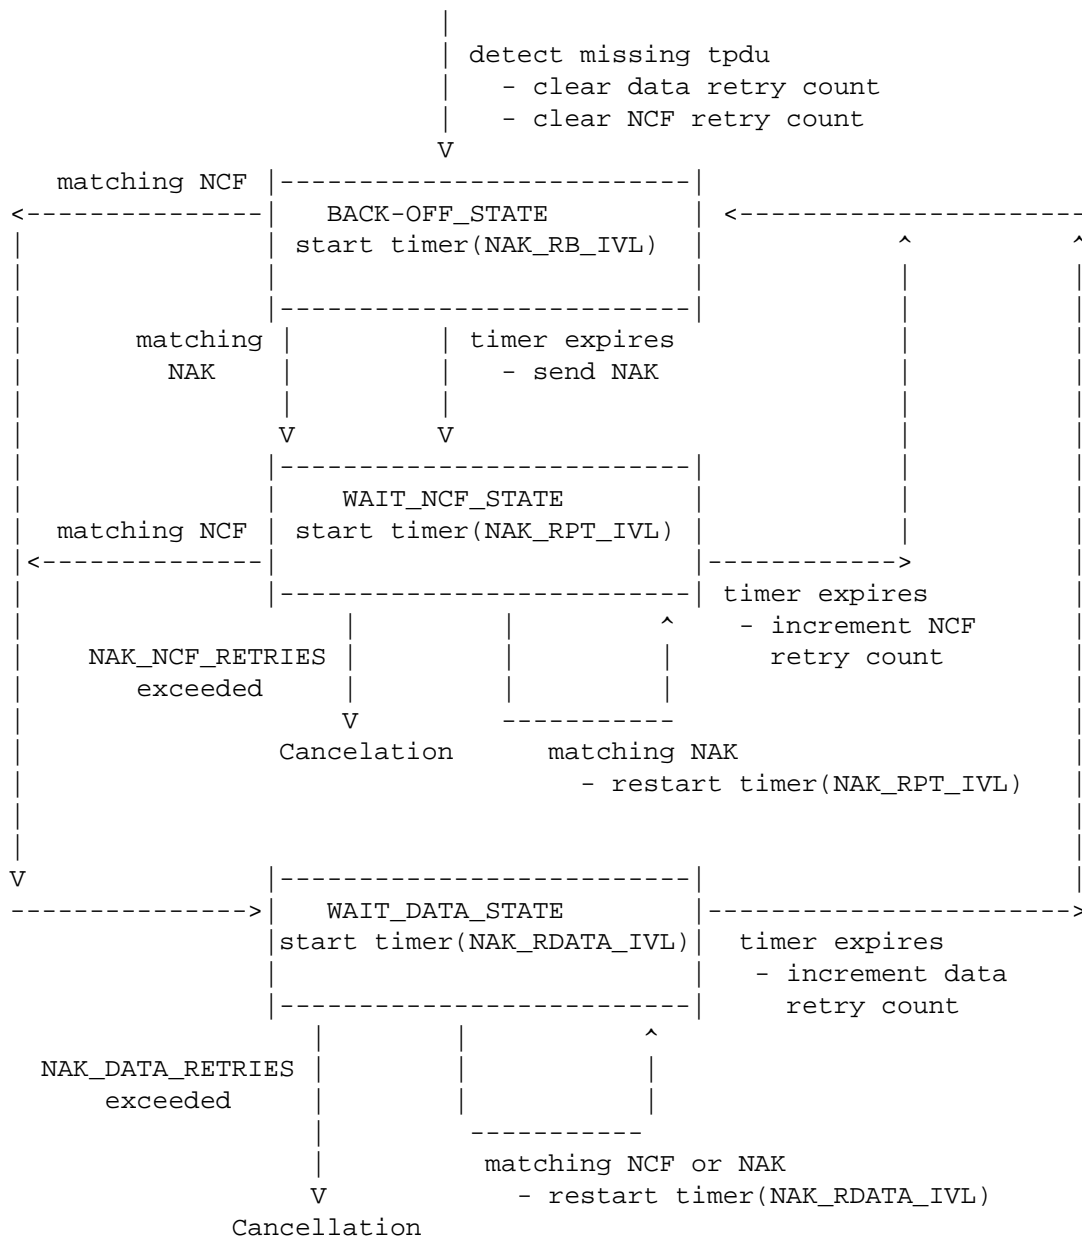 detect missing tpdu
- clear data retry count
- clear NCF retry count
matching NCF
BACK-OFF_STATE
start timer(NAK_RB_IVL)
matching timer expires
NAK - send NAK
WAIT_NCF_STATE
matching NCF start timer(NAK_RPT_IVL)
timer expires
- increment NCF
NAK_NCF_RETRIES retry count
exceeded
Cancelation matching NAK
- restart timer(NAK_RPT_IVL)
WAIT_DATA_STATE
start timer(NAK_RDATA_IVL) timer expires
- increment data
retry count
NAK_DATA_RETRIES
exceeded
matching NCF or NAK
- restart timer(NAK_RDATA_IVL)
Cancellation